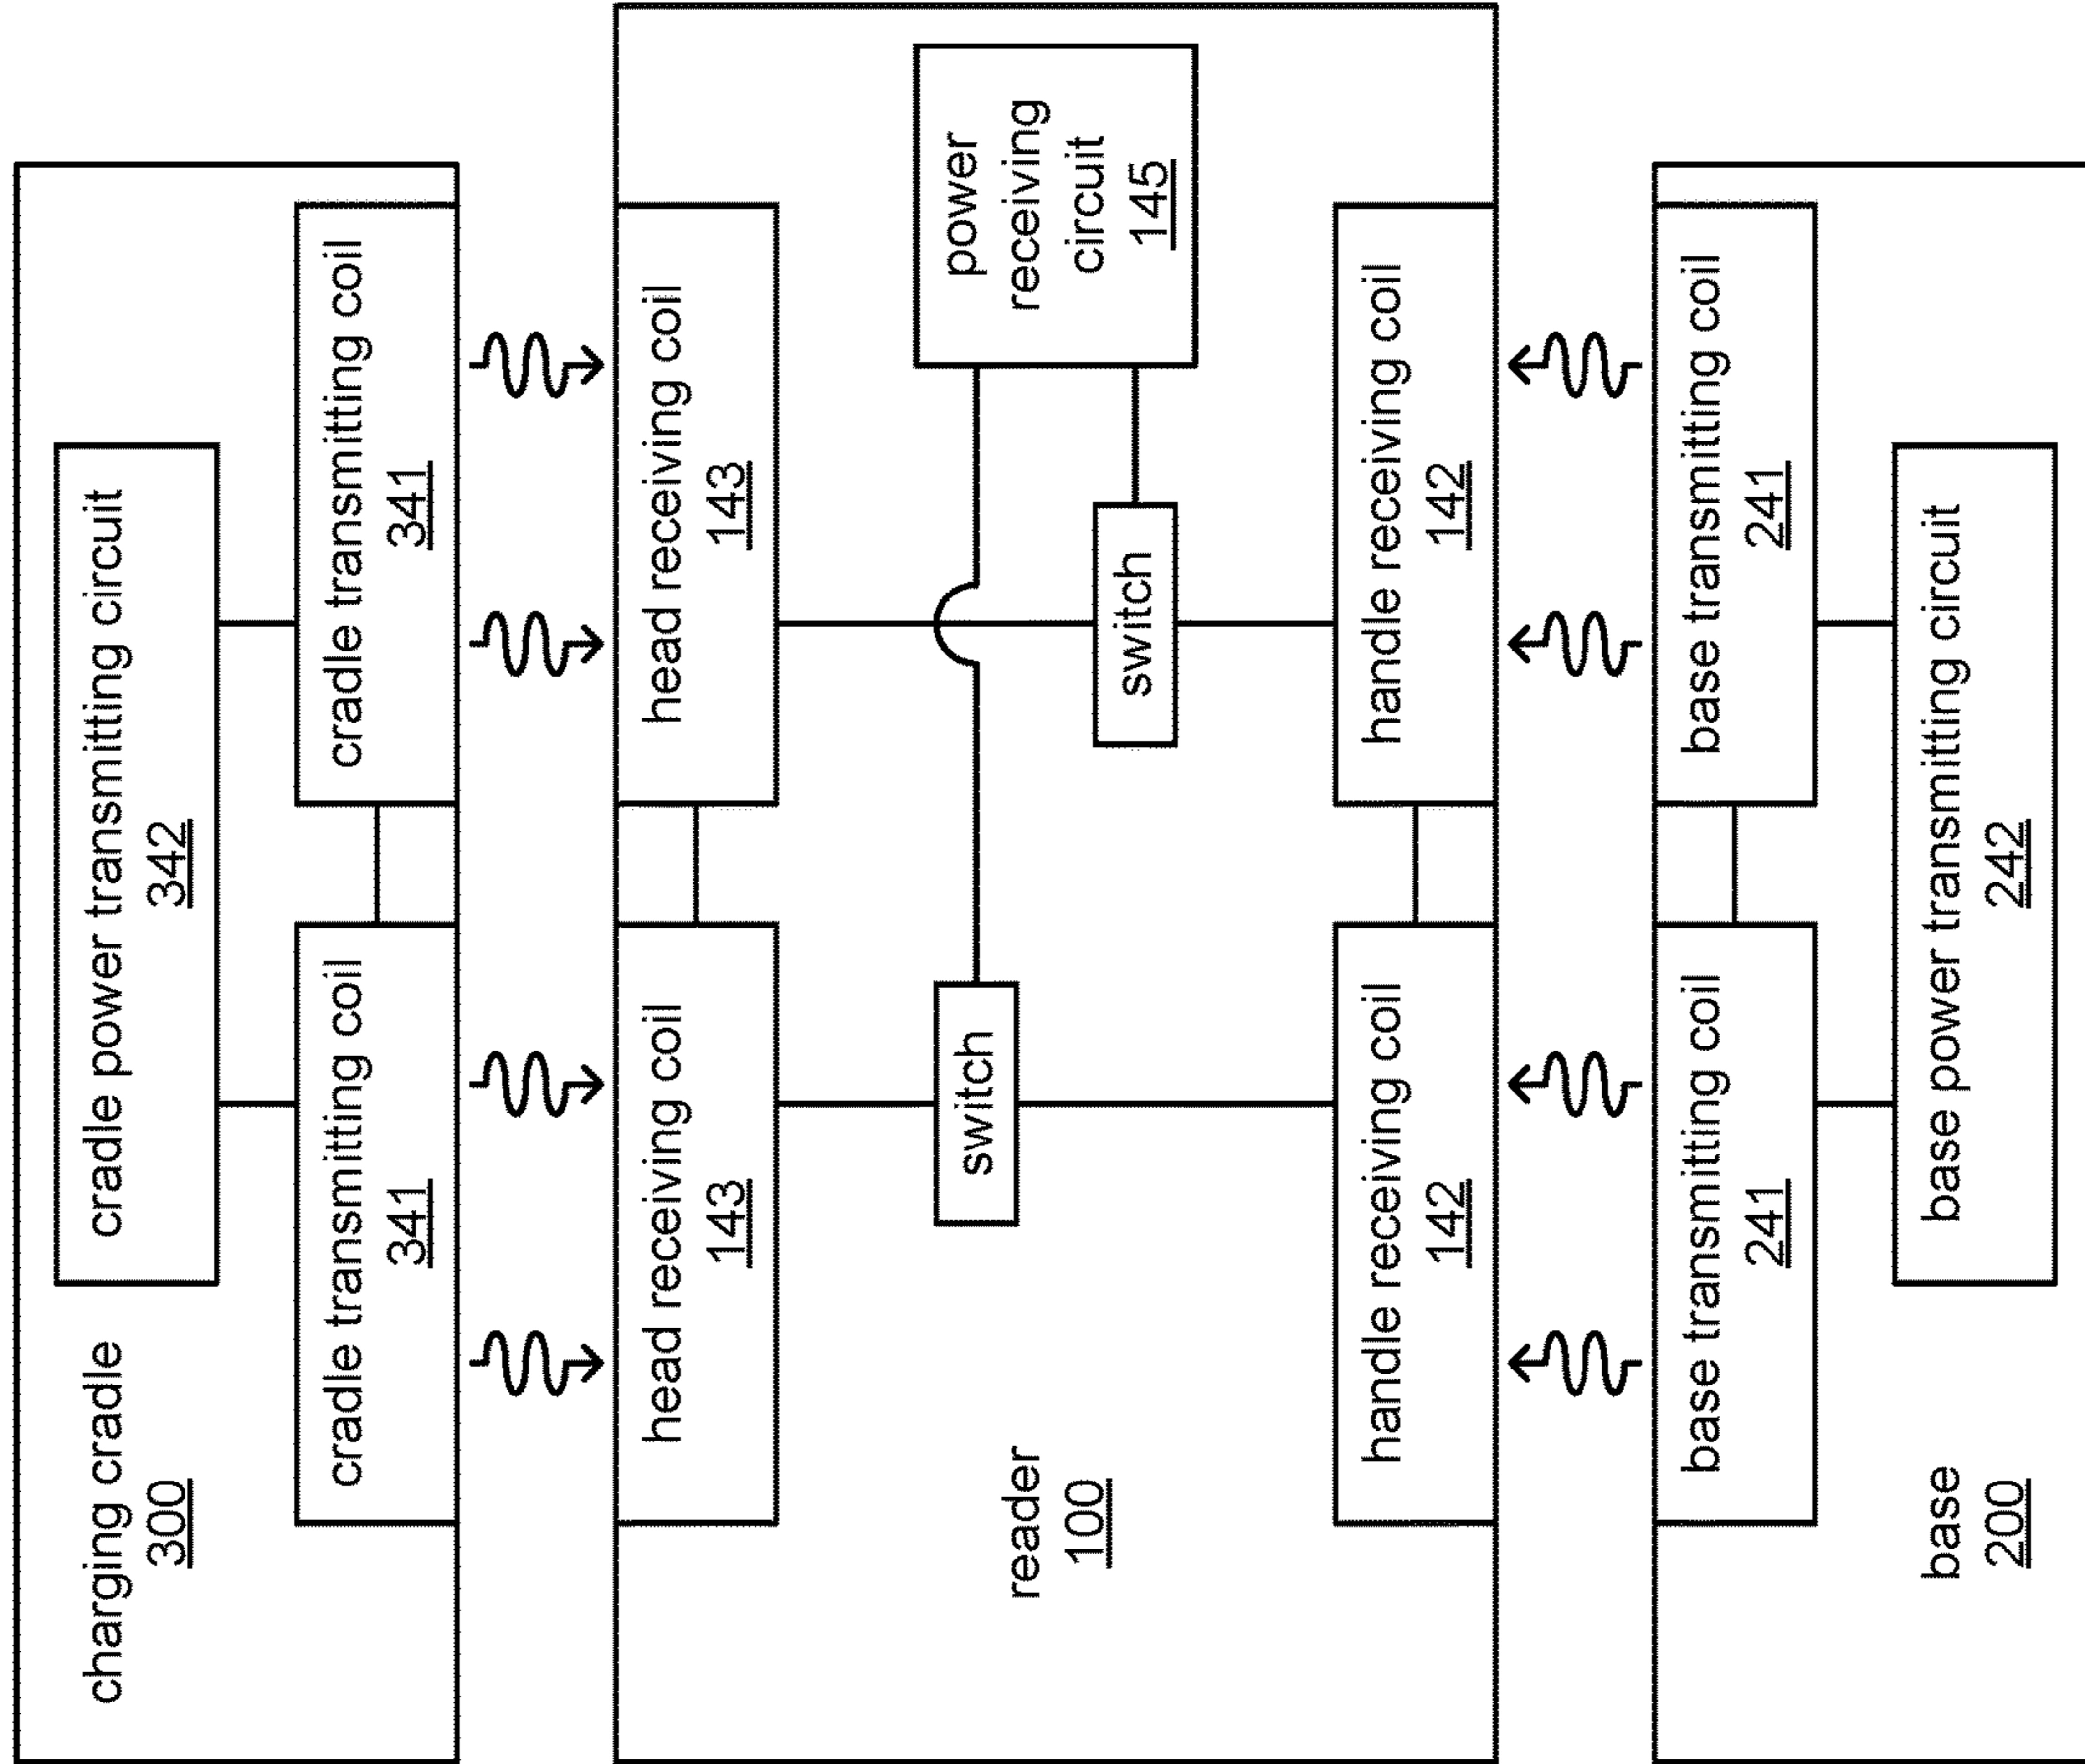 charging cradle
300
cradle power transmitting circuit
342
cradle transmitting coil
341
cradle transmitting coil
341
head receiving coil
143
head receiving coil
143
reader
100
switch
switch
power
receiving
circuit
145
handle receiving coil
142
handle receiving coil
142
base transmitting coil
241
base transmitting coil
241
base
200
base power transmitting circuit
242